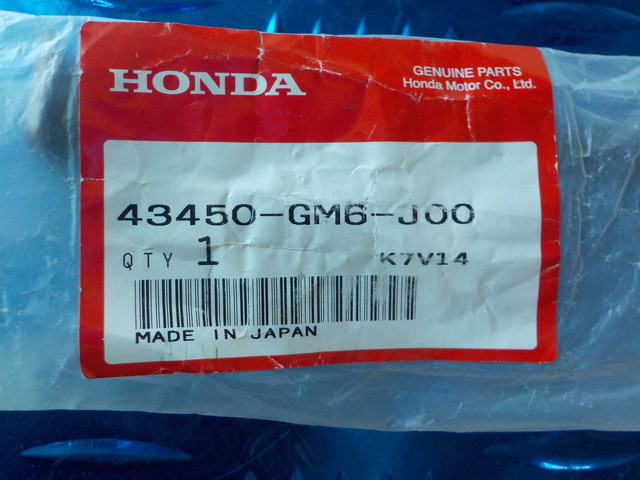 HONDA
GENUINE PARTS
Honda Motor Co., Ltd.
43450-GM6-J00
QTY 1 K7V14
MADE IN JAPAN